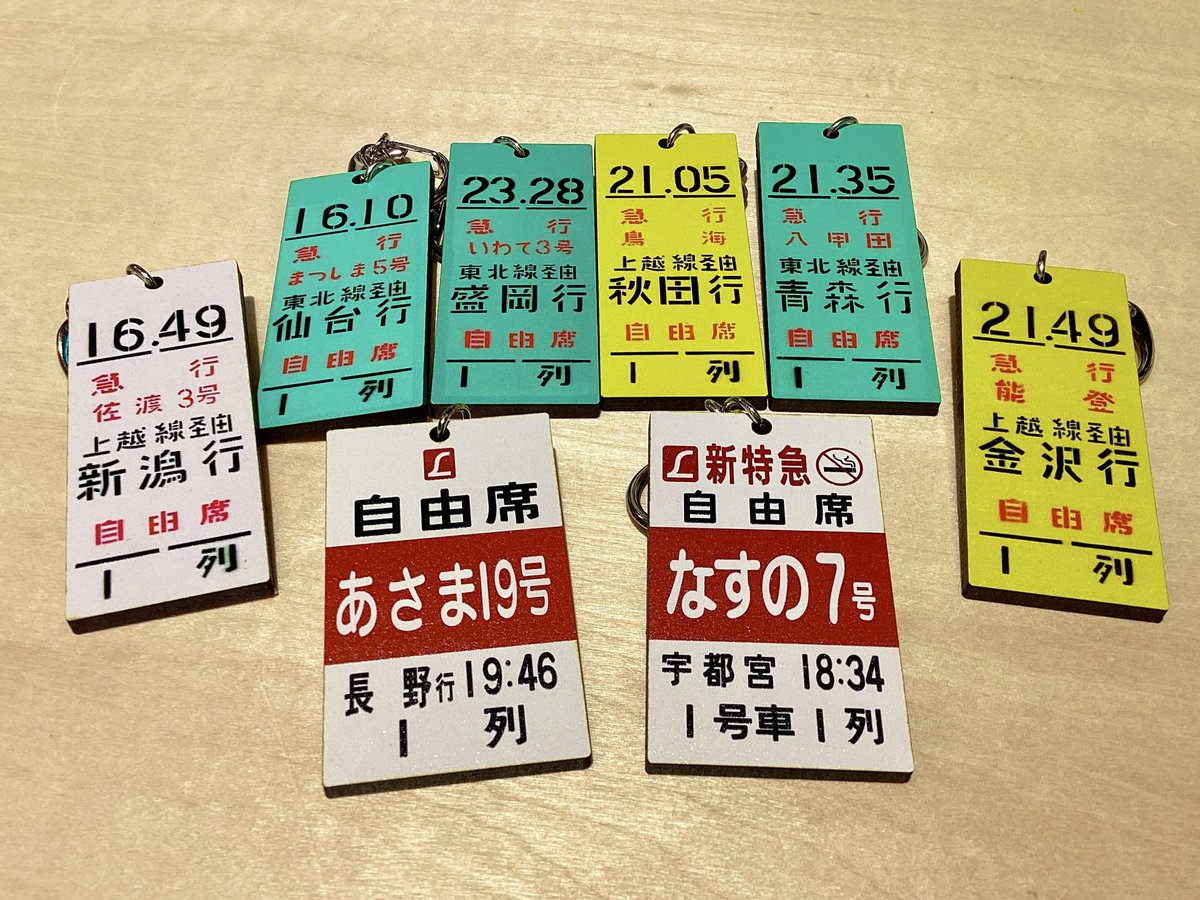 16.49
急 行
佐渡3号
上越線経由
新潟行
自由席
1 列
16.10
急 行
まつしま5号
東北線経由
仙台行
自由席
1 列
23.28
急 行
いわて3号
東北線経由
盛岡行
自由席
1 列
21.05
急 行
鳥 海
上越線経由
秋田行
自由席
1 列
21.35
急 行
八甲田
東北線経由
青森行
自由席
1 列
21.49
急 行
能 登
上越線経由
金沢行
自由席
1 列
L
自由席
あさま19号
長 野行19:46
1 列
L新特急
自由席
なすの7号
宇都宮 18:34
1号車1列